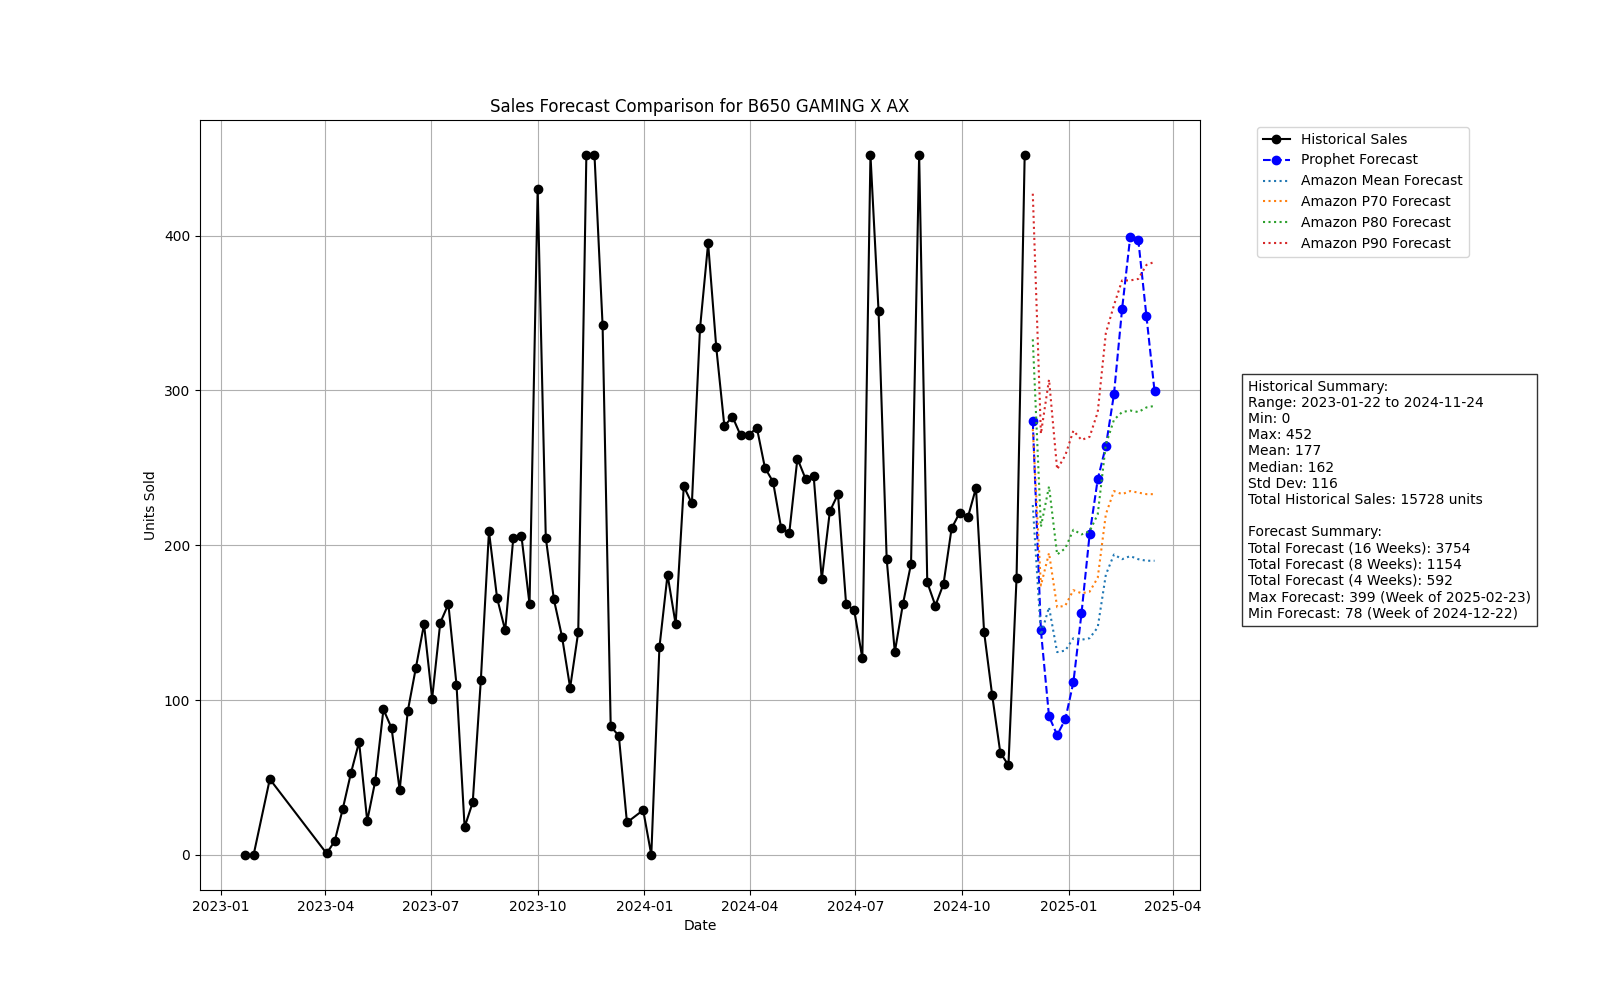 Sales Forecast Comparison for B650 GAMING X AX
Units Sold
400
300
200
100
0
2023-01
2023-04
2023-07
2023-10
2024-01
2024-04
2024-07
2024-10
2025-01
2025-04
Date
Historical Sales
Prophet Forecast
Amazon Mean Forecast
Amazon P70 Forecast
Amazon P80 Forecast
Amazon P90 Forecast
Historical Summary:
Range: 2023-01-22 to 2024-11-24
Min: 0
Max: 452
Mean: 177
Median: 162
Std Dev: 116
Total Historical Sales: 15728 units
Forecast Summary:
Total Forecast (16 Weeks): 3754
Total Forecast (8 Weeks): 1154
Total Forecast (4 Weeks): 592
Max Forecast: 399 (Week of 2025-02-23)
Min Forecast: 78 (Week of 2024-12-22)